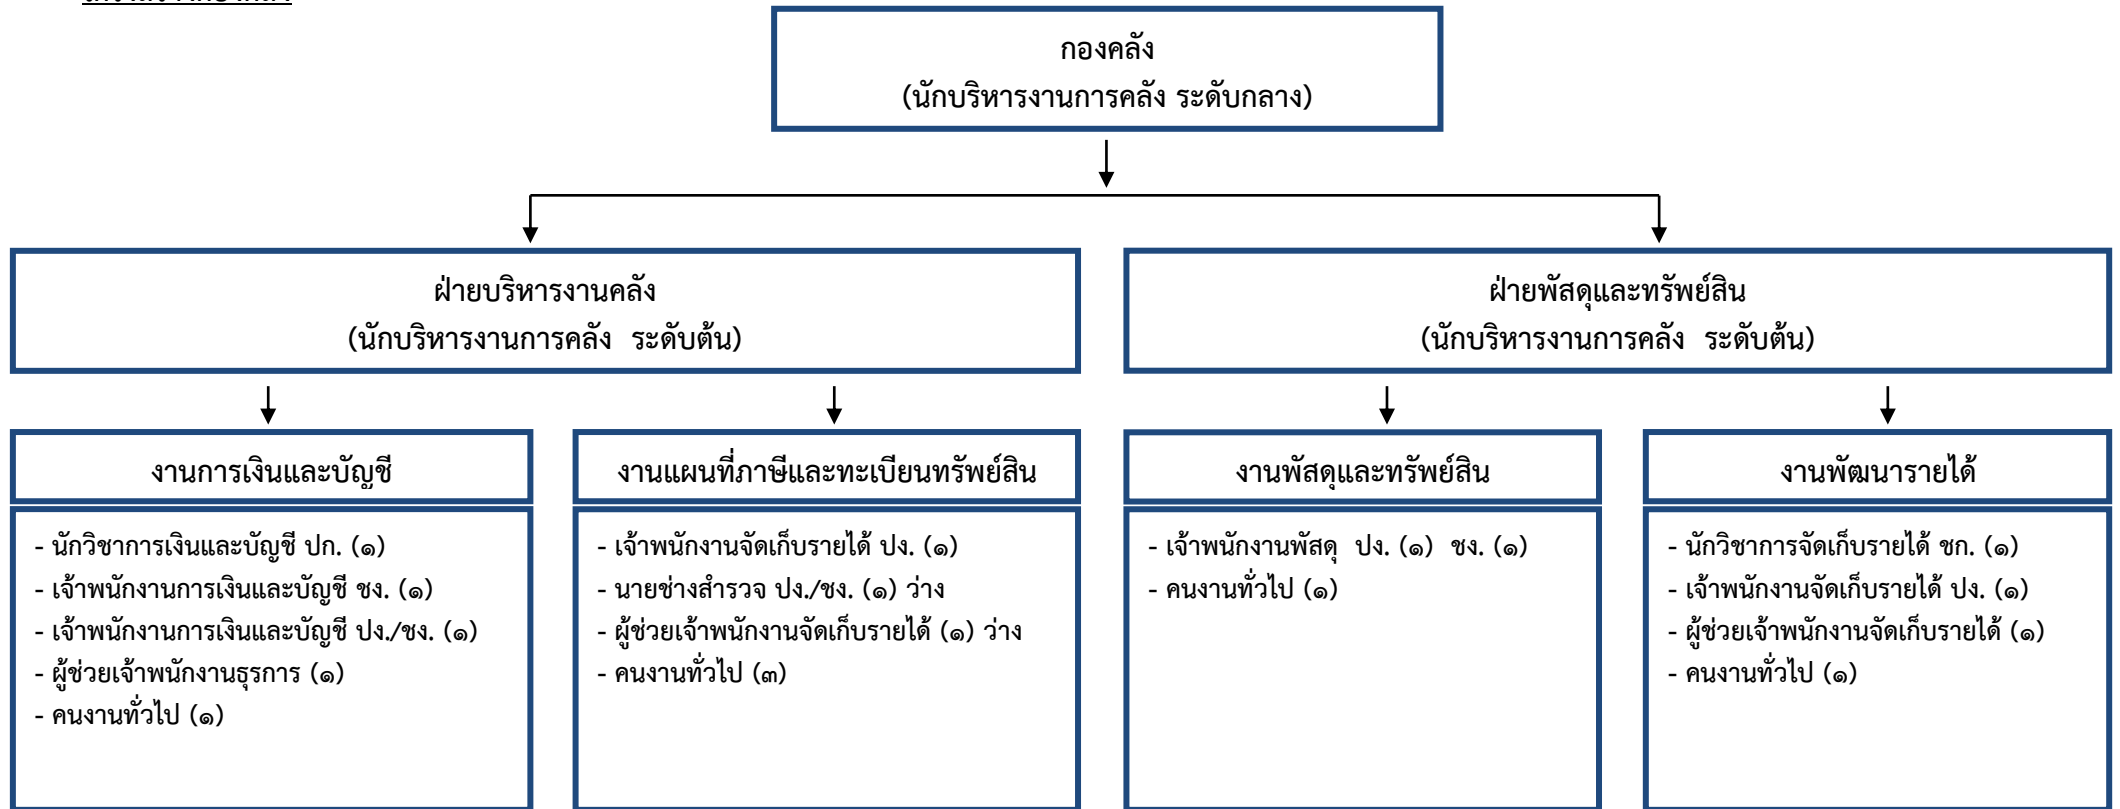 กองคลัง
(นักบริหารงานการคลัง ระดับกลาง)
ฝ่ายบริหารงานคลัง
(นักบริหารงานการคลัง ระดับต้น)
ฝ่ายพัสดุและทรัพย์สิน
(นักบริหารงานการคลัง ระดับต้น)
งานการเงินและบัญชี
- นักวิชาการเงินและบัญชี ปก. (๑)
- เจ้าพนักงานการเงินและบัญชี ชง. (๑)
- เจ้าพนักงานการเงินและบัญชี ปง./ชง. (๑)
- ผู้ช่วยเจ้าพนักงานธุรการ (๑)
- คนงานทั่วไป (๑)
งานแผนที่ภาษีและทะเบียนทรัพย์สิน
- เจ้าพนักงานจัดเก็บรายได้ ปง. (๑)
- นายช่างสำรวจ ปง./ชง. (๑) ว่าง
- ผู้ช่วยเจ้าพนักงานจัดเก็บรายได้ (๑) ว่าง
- คนงานทั่วไป (๓)
งานพัสดุและทรัพย์สิน
- เจ้าพนักงานพัสดุ ปง. (๑) ชง. (๑)
- คนงานทั่วไป (๑)
งานพัฒนารายได้
- นักวิชาการจัดเก็บรายได้ ชก. (๑)
- เจ้าพนักงานจัดเก็บรายได้ ปง. (๑)
- ผู้ช่วยเจ้าพนักงานจัดเก็บรายได้ (๑)
- คนงานทั่วไป (๑)